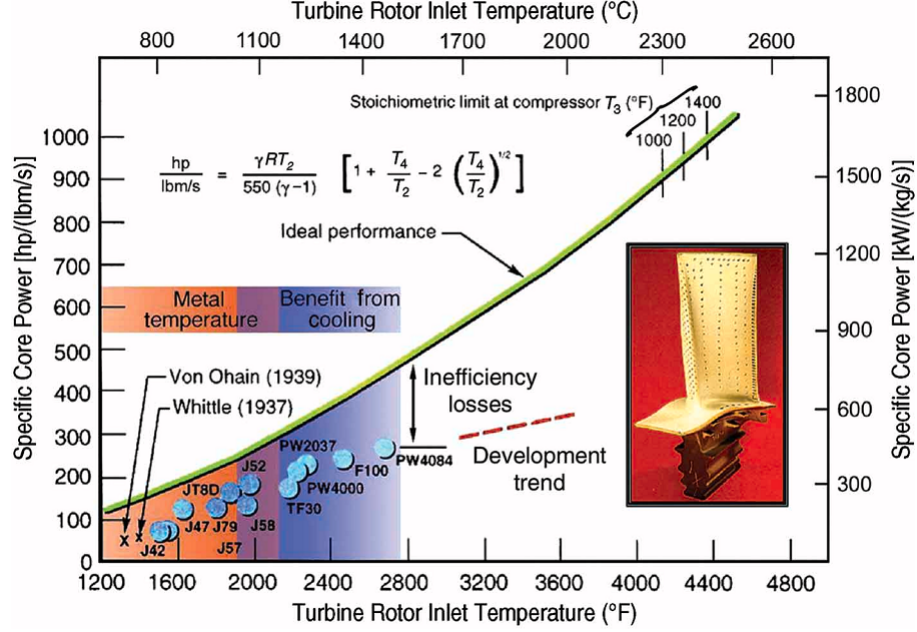 Turbine Rotor Inlet Temperature (°C)
800 1100 1200 1400 1500 1700 1900 2000 2300 2600
Specific Core Power [hp/(lbm/s)]
1000
900
800
700
600
500
400
300
200
100
0
Specific Core Power [kW/(kg/s)]
1800
1500
1200
900
600
300
Stoichiometric limit at compressor T3 (°F)
1000 1200 1400
hp / lbm/s = γRT2 / 550 (γ–1) [1 + T4/T2 – 2 (T4/T2)^1/2]
Ideal performance
Metal
temperature
Benefit from
cooling
Von Ohain (1939)
Whittle (1937)
Inefficiency
losses
Development
trend
PW2037
J52
JT8D
F100
PW4084
PW4000
TF30
J47
J79
J58
J42
J57
1200 1600 2000 2400 2800 3200 3600 4000 4400 4800
Turbine Rotor Inlet Temperature (°F)